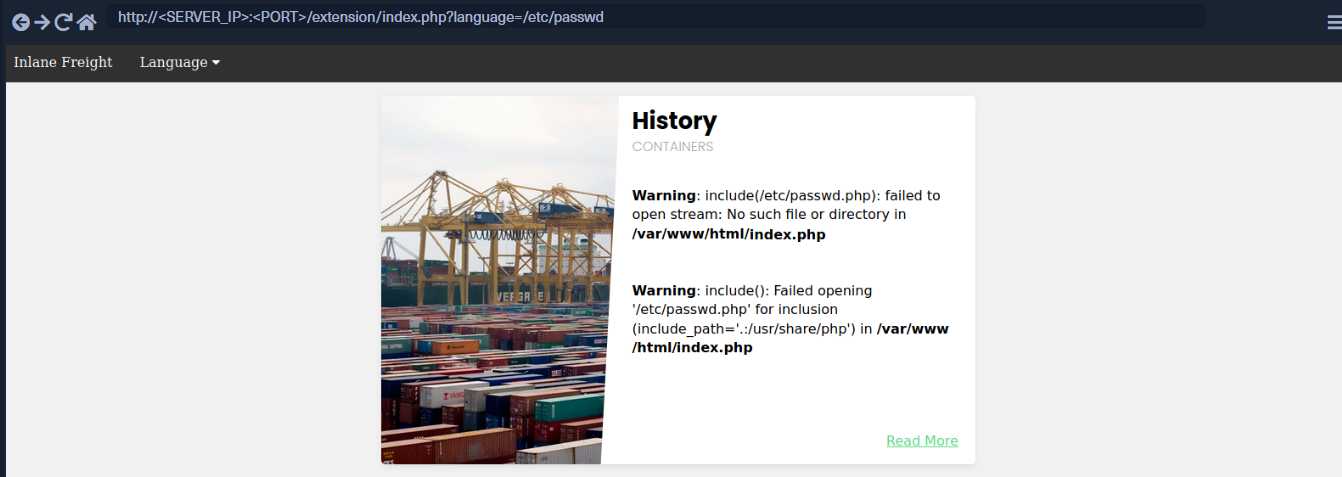 http://<SERVER_IP>:<PORT>/extension/index.php?language=/etc/passwd
Inlane Freight Language
History
CONTAINERS
Warning: include(/etc/passwd.php): failed to
open stream: No such file or directory in
/var/www/html/index.php
Warning: include(): Failed opening
'/etc/passwd.php' for inclusion
(include_path='.:/usr/share/php') in /var/www
/html/index.php
Read More